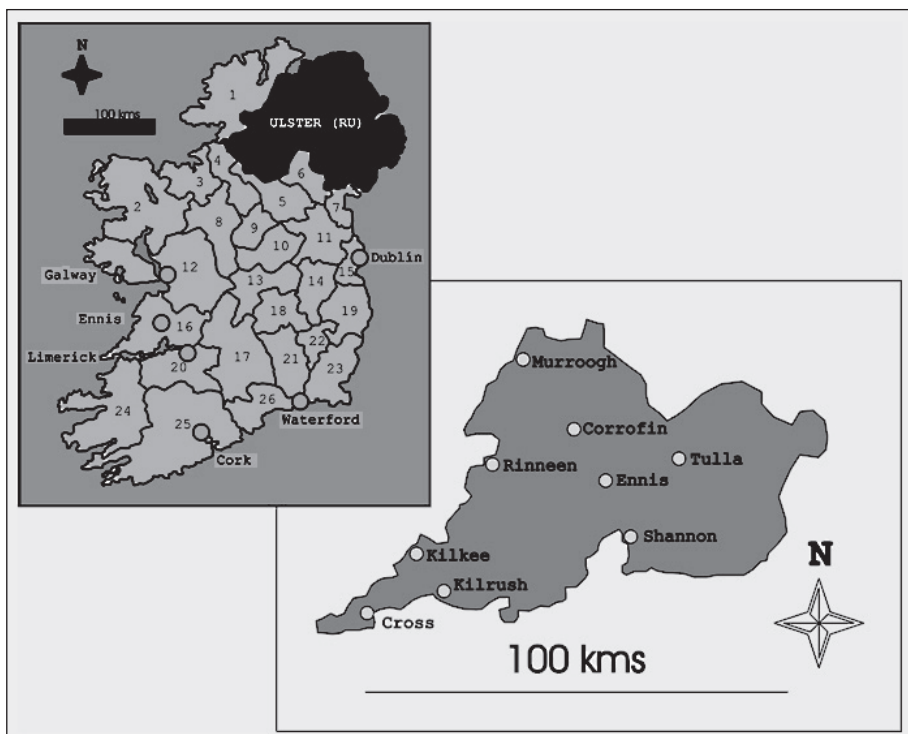 N
100 kms
ULSTER (RU)
1
2
3
4
5
6
7
8
9
10
11
12
13
14
15
16
17
18
19
20
21
22
23
24
25
26
Galway
Dublin
Ennis
Limerick
Waterford
Cork
Murroogh
Corrofin
Rinneen
Tulla
Ennis
Shannon
Kilkee
Kilrush
Cross
N
100 kms